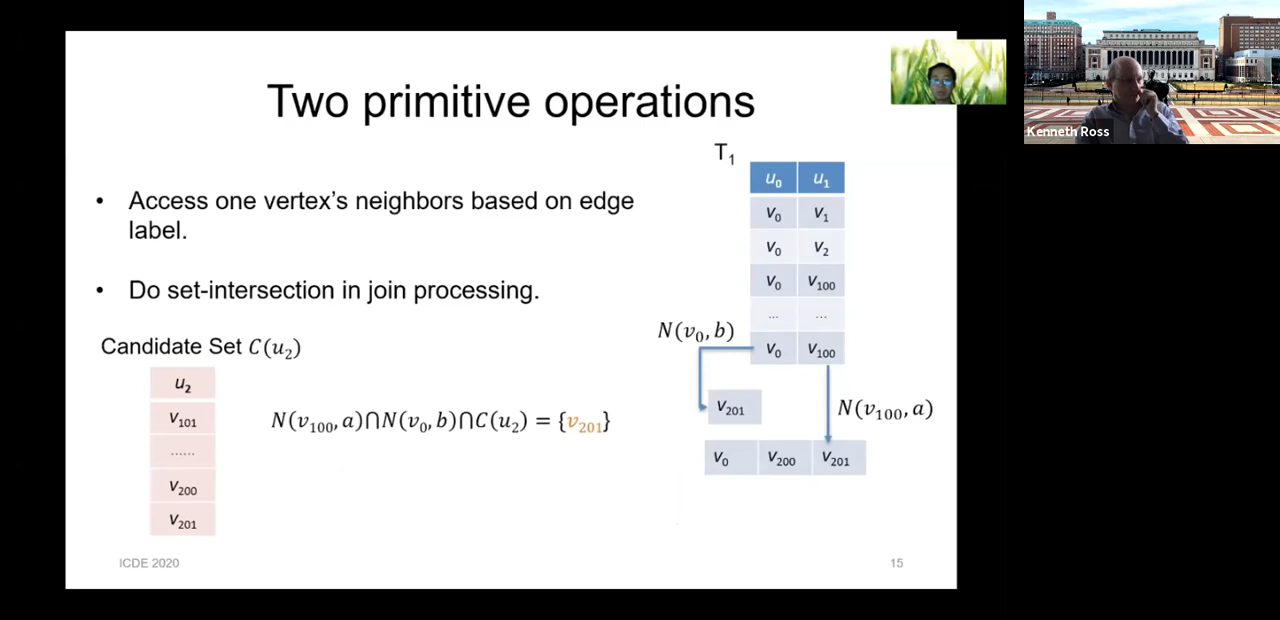 Two primitive operations
Kenneth Ross
• Access one vertex's neighbors based on edge
label.
• Do set-intersection in join processing.
Candidate Set C(u₂)
u₂
v₁₀₁
......
v₂₀₀
v₂₀₁
N(v₁₀₀, a)⋂N(v₀, b)⋂C(u₂) = {v₂₀₁}
T₁
u₀ u₁
v₀ v₁
v₀ v₂
v₀ v₁₀₀
... ...
v₀ v₁₀₀
N(v₀, b)
v₂₀₁
N(v₁₀₀, a)
v₀ v₂₀₀ v₂₀₁
ICDE 2020
15